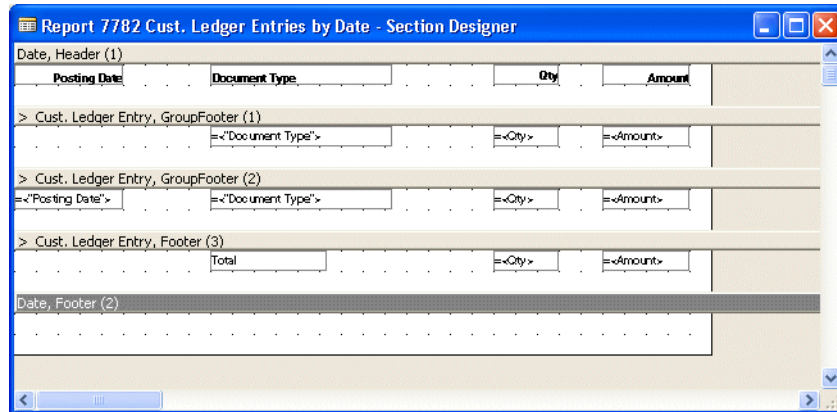 Report 7782 Cust. Ledger Entries by Date - Section Designer
Date, Header (1)
Posting Date Document Type Qty Amount
> Cust. Ledger Entry, GroupFooter (1)
=<"Document Type"> =<Qty> =<Amount>
> Cust. Ledger Entry, GroupFooter (2)
=<"Posting Date"> =<"Document Type"> =<Qty> =<Amount>
> Cust. Ledger Entry, Footer (3)
Total =<Qty> =<Amount>
Date, Footer (2)